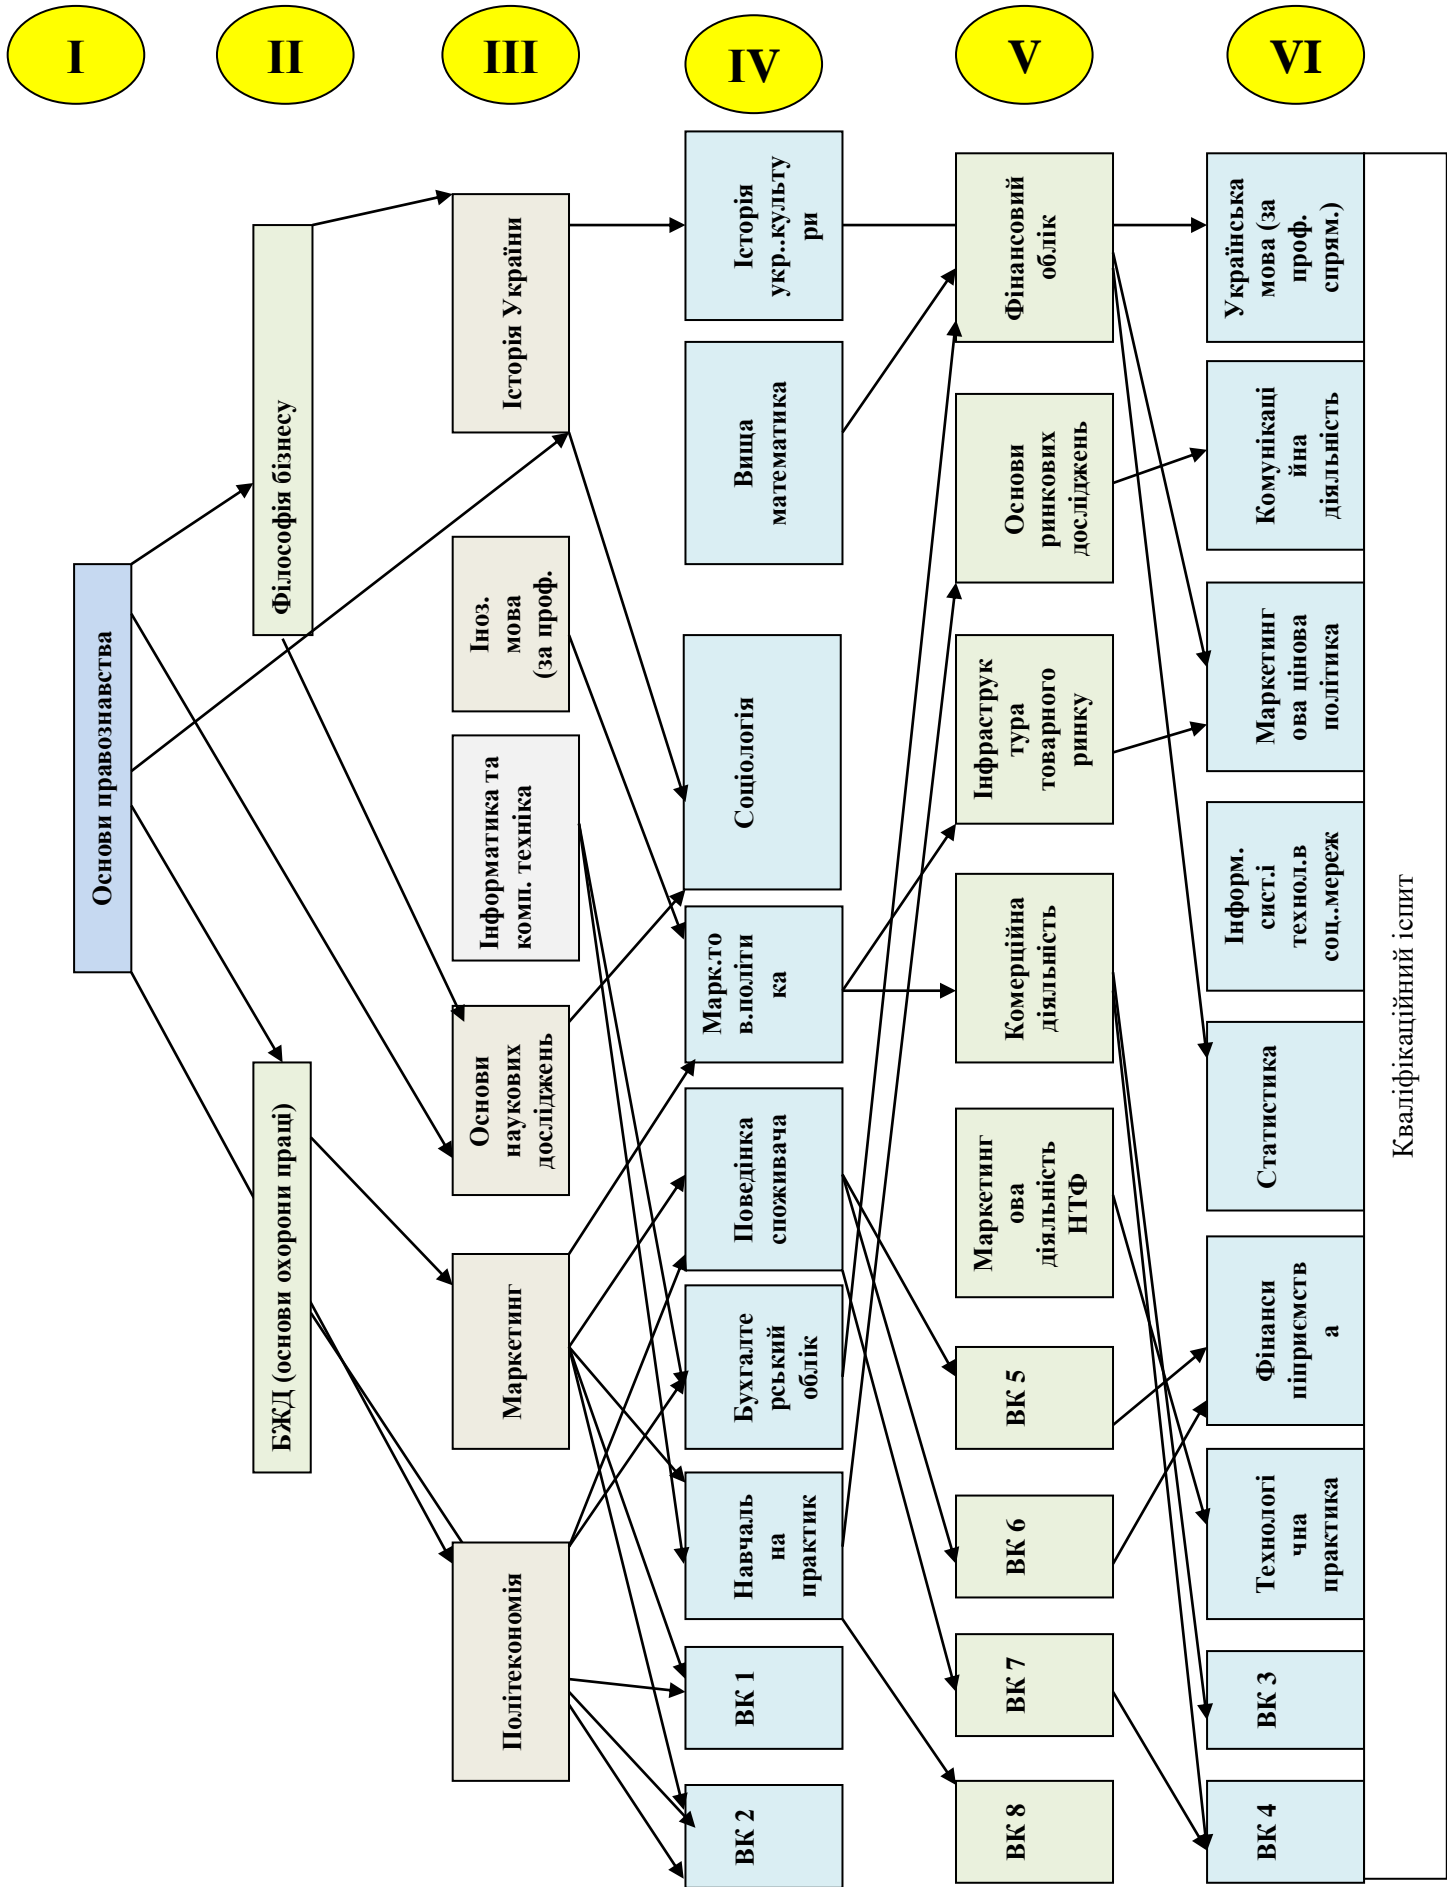 I
II
III
IV
V
VI
Основи правознавства
Філософія бізнесу
БЖД (основи охорони праці)
Історія України
Іноз.
мова
(за проф.
Інформатика та
комп. техніка
Основи
наукових
досліджень
Маркетинг
Політекономія
Історія
укр..культу
ри
Вища
математика
Соціологія
Марк.то
в.політи
ка
Поведінка
споживача
Бухгалте
рський
облік
Навчаль
на
практик
ВК 1
ВК 2
Фінансовий
облік
Основи
ринкових
досліджень
Інфраструк
тура
товарного
ринку
Комерційна
діяльність
Маркетинг
ова
діяльність
НТФ
ВК 5
ВК 6
ВК 7
ВК 8
Українська
мова (за
проф.
спрям.)
Комунікаці
йна
діяльність
Маркетинг
ова цінова
політика
Інформ.
сист.і
технол.в
соц..мереж
Статистика
Фінанси
піприємств
а
Технологі
чна
практика
ВК 3
ВК 4
Кваліфікаційний іспит